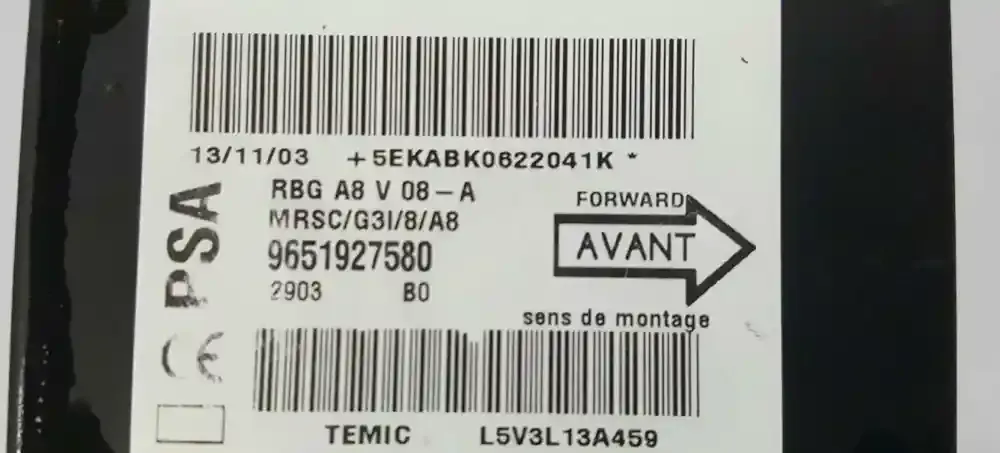 13/11/03 +5EKABK0622041K *
RBG A8 V 08-A
MRSC/G3I/8/A8
9651927580
2903 B0
PSA
CE
FORWARD
AVANT
sens de montage
TEMIC L5V3L13A459